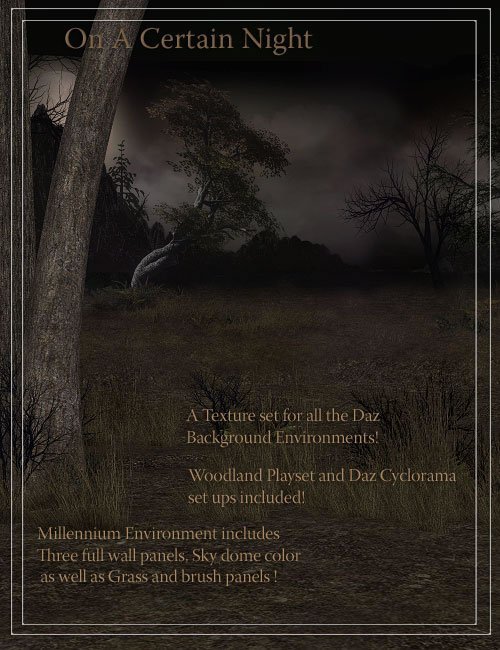 On A Certain Night
A Texture set for all the Daz
Background Environments!
Woodland Playset and Daz Cyclorama
set ups included!
Millennium Environment includes
Three full wall panels, Sky dome color
as well as Grass and brush panels !